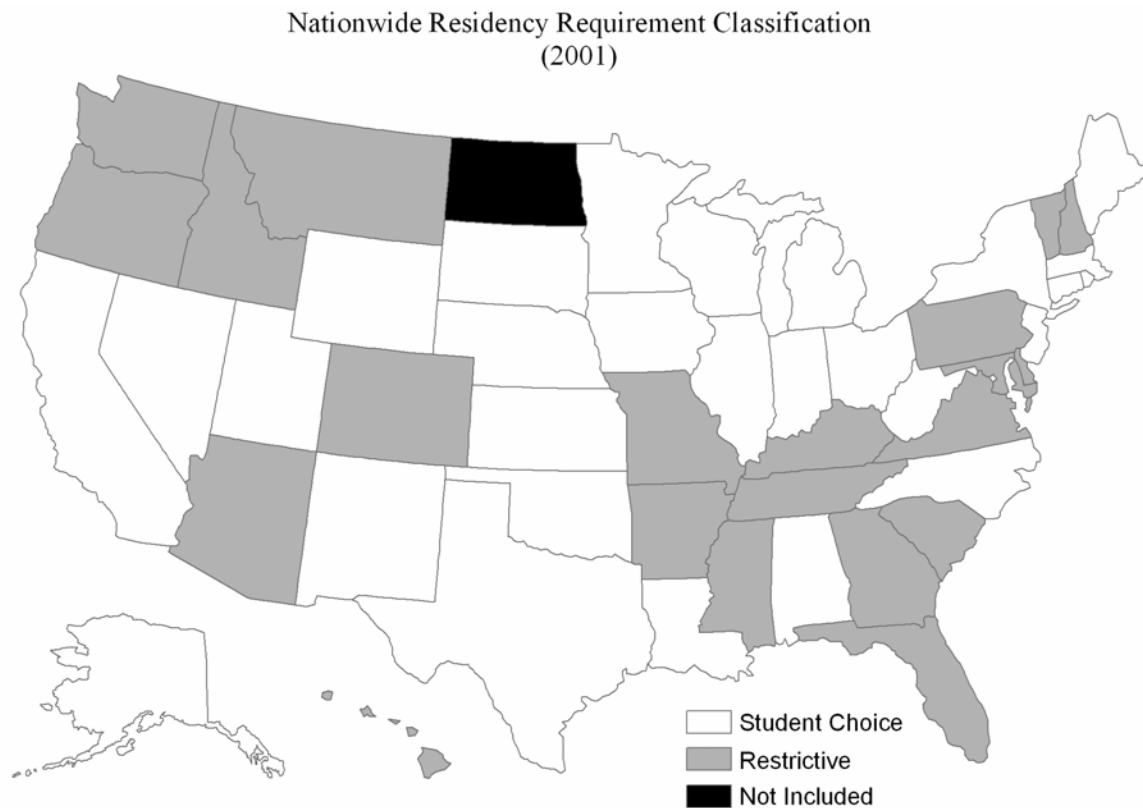 Nationwide Residency Requirement Classification
(2001)
Student Choice
Restrictive
Not Included